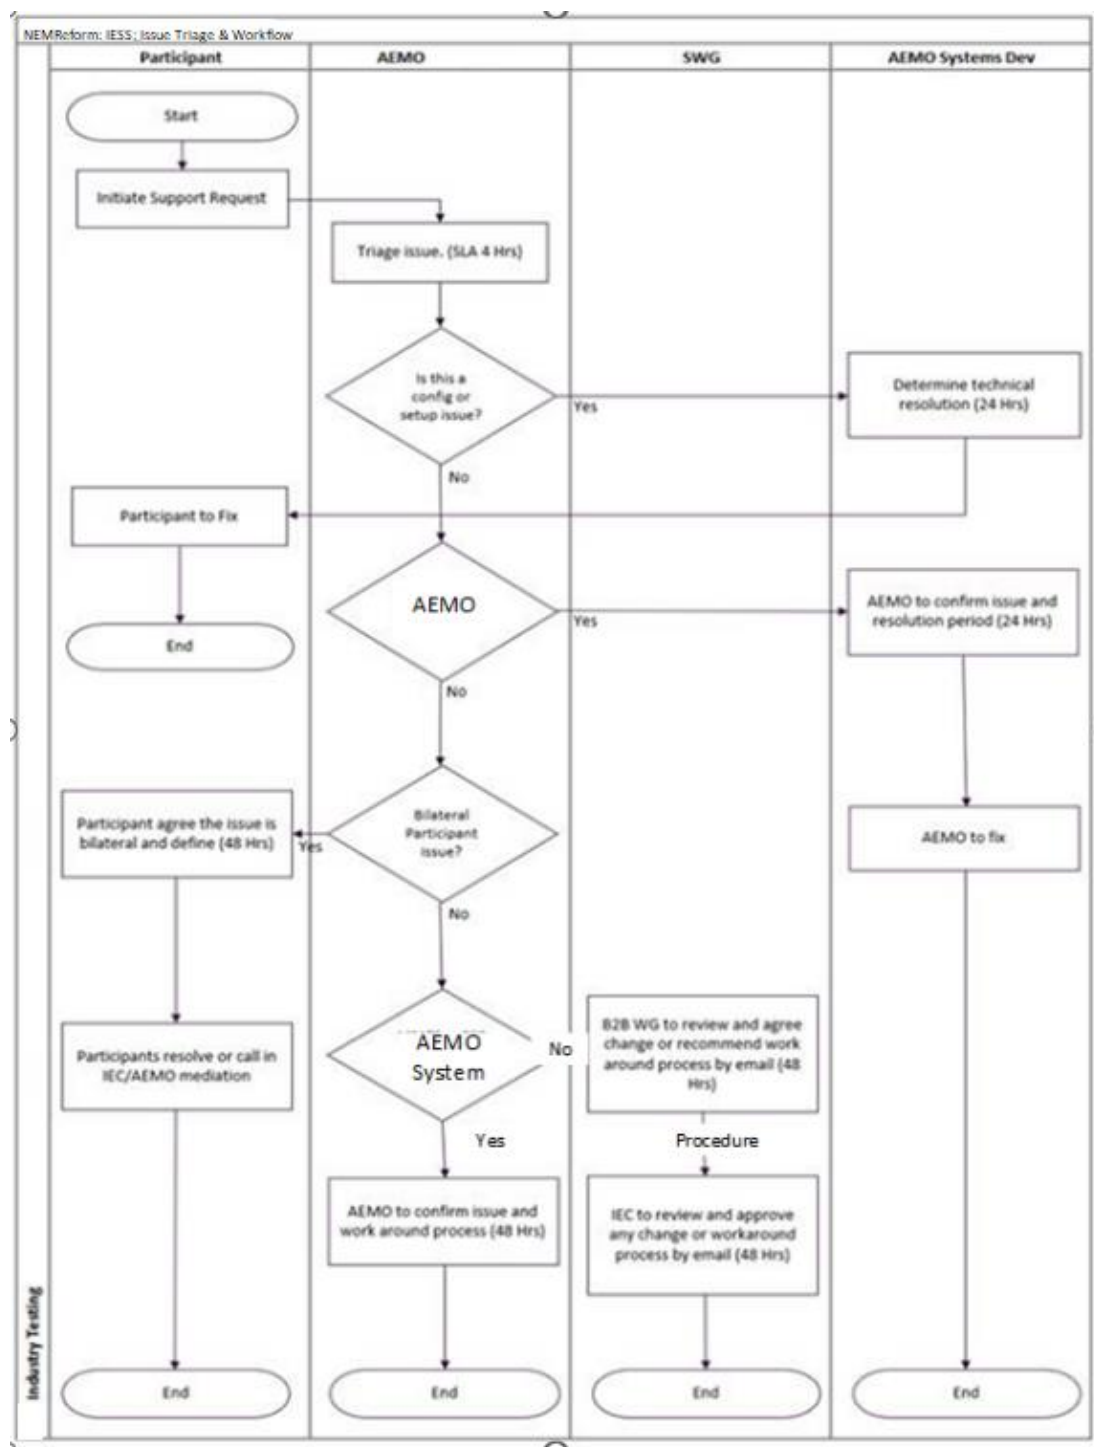 NEMReform: IESS; Issue Triage & Workflow
Participant
AEMO
SWG
AEMO Systems Dev
Start
Initiate Support Request
Triage issue. (SLA 4 Hrs)
Is this a
config or
setup issue?
Yes
Determine technical
resolution (24 Hrs)
No
Participant to Fix
AEMO
Yes
AEMO to confirm issue and
resolution period (24 Hrs)
End
No
Bilateral
Participant
issue?
Yes
Participant agree the issue is
bilateral and define (48 Hrs)
AEMO to fix
No
AEMO
System
No
B2B WG to review and agree
change or recommend work
around process by email (48
Hrs)
Participants resolve or call in
IEC/AEMO mediation
Yes
Procedure
AEMO to confirm issue and
work around process (48 Hrs)
IEC to review and approve
any change or workaround
process by email (48 Hrs)
Industry Testing
End
End
End
End